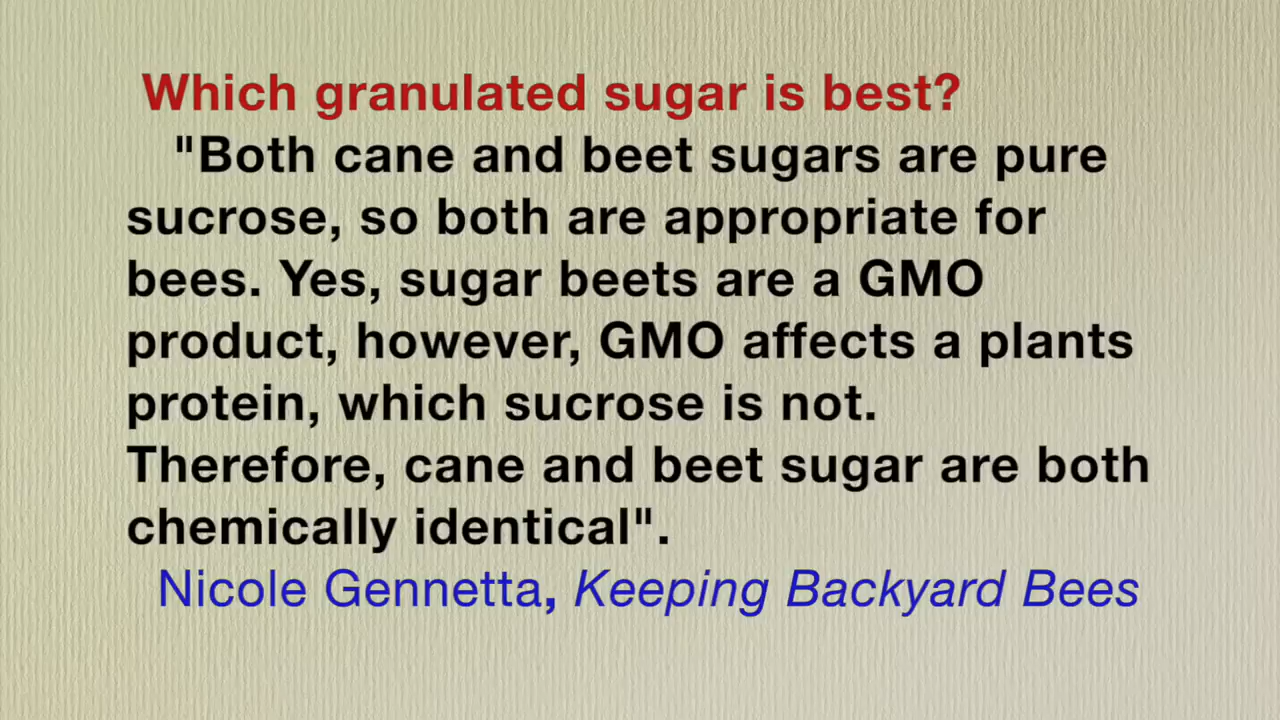 Which granulated sugar is best?
"Both cane and beet sugars are pure
sucrose, so both are appropriate for
bees. Yes, sugar beets are a GMO
product, however, GMO affects a plants
protein, which sucrose is not.
Therefore, cane and beet sugar are both
chemically identical".
Nicole Gennetta, Keeping Backyard Bees